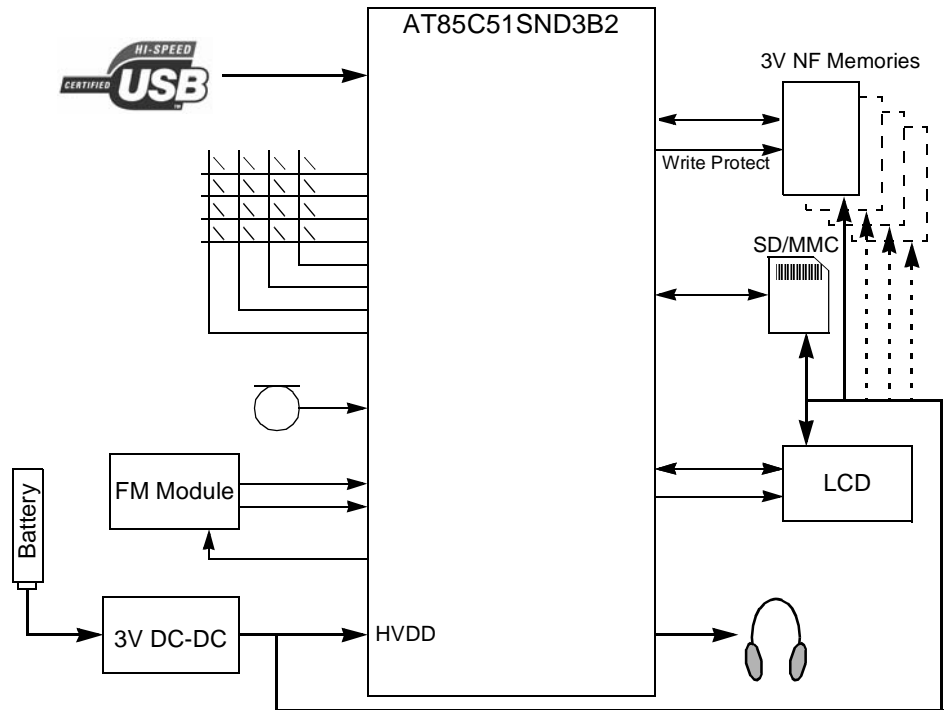 AT85C51SND3B2
HI-SPEED
CERTIFIED
USB
TM
3V NF Memories
Write Protect
SD/MMC
FM Module
LCD
Battery
3V DC-DC
HVDD